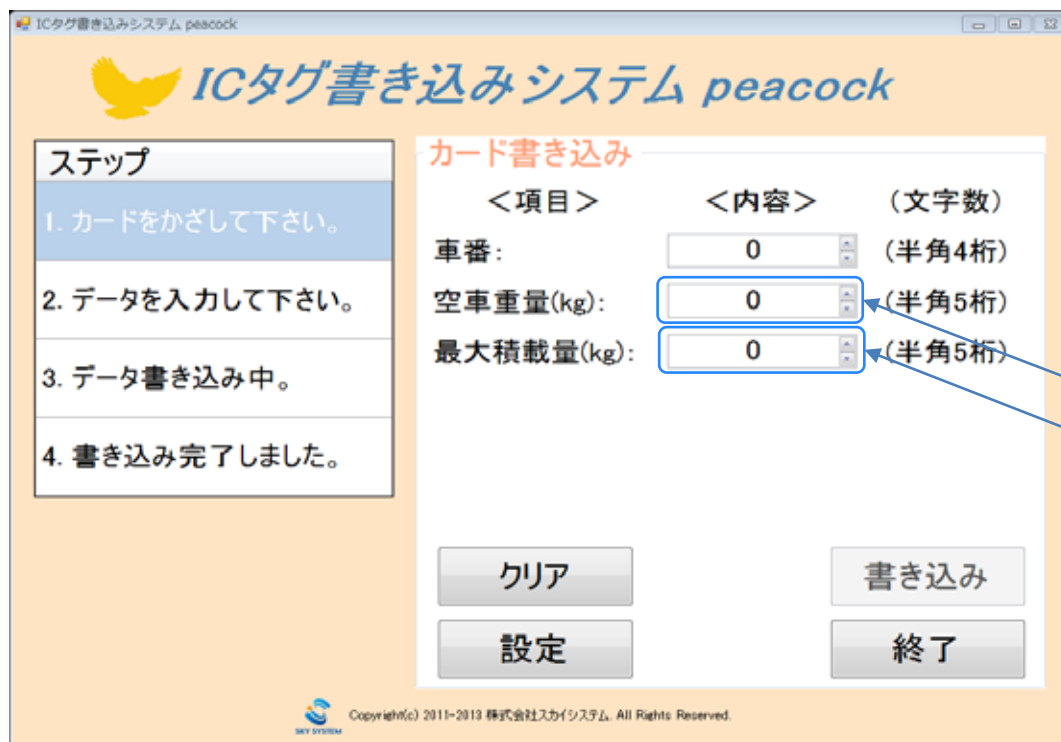 ICタグ書き込みシステム peacock
ICタグ書き込みシステム peacock
ステップ
1. カードをかざして下さい。
2. データを入力して下さい。
3. データ書き込み中。
4. 書き込み完了しました。
カード書き込み
＜項目＞ ＜内容＞ (文字数)
車番: 0 (半角4桁)
空車重量(kg): 0 (半角5桁)
最大積載量(kg): 0 (半角5桁)
クリア 書き込み
設定 終了
SKY SYSTEM Copyright(c) 2011-2013 株式会社スカイシステム. All Rights Reserved.